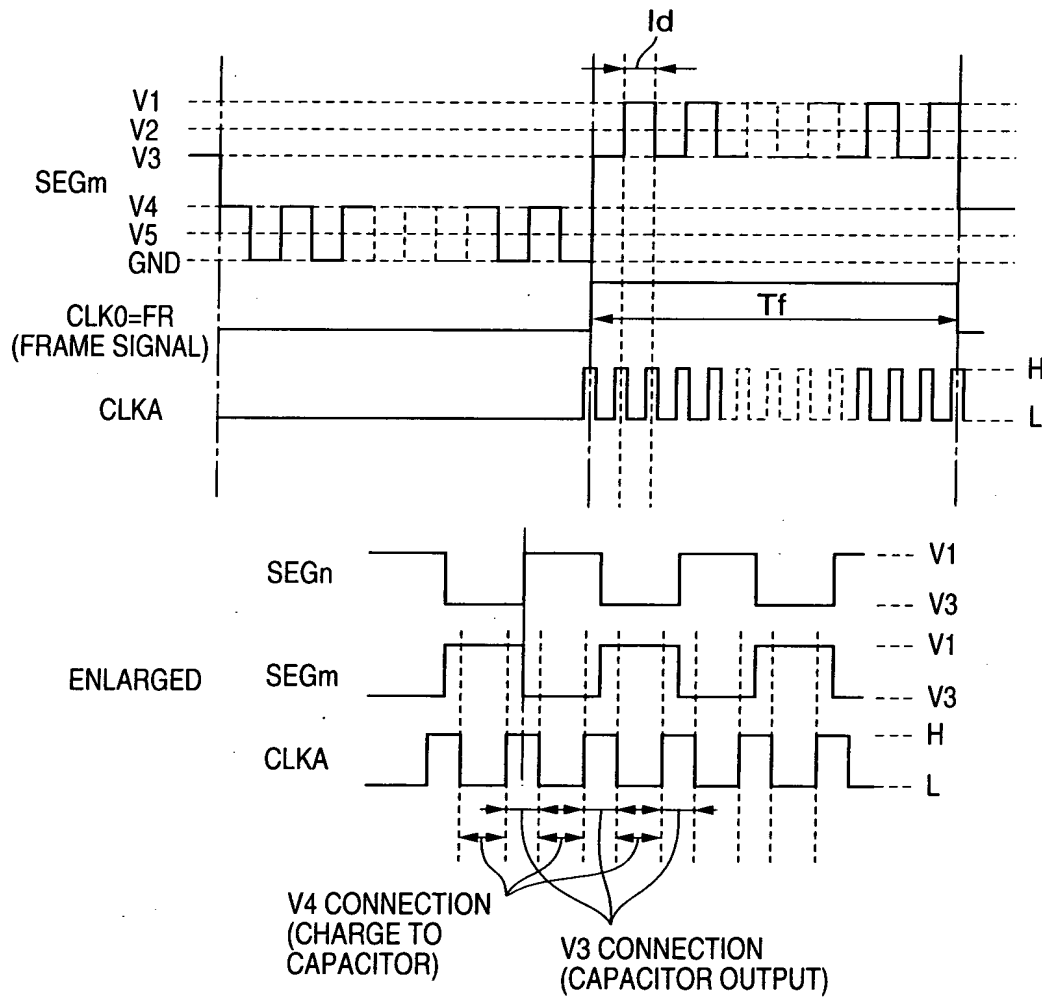 Id
V1
V2
V3
SEGm
V4
V5
GND
CLK0=FR
(FRAME SIGNAL)
Tf
CLKA
H
L
SEGn
V1
V3
ENLARGED
SEGm
V1
V3
CLKA
H
L
V4 CONNECTION
(CHARGE TO
CAPACITOR)
V3 CONNECTION
(CAPACITOR OUTPUT)